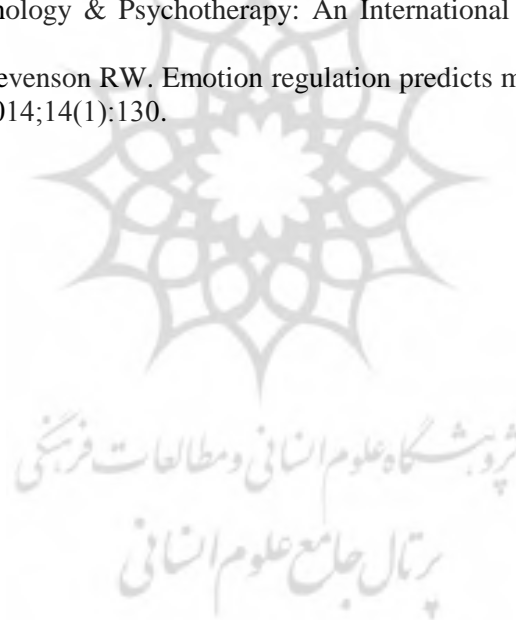 nology & Psychotherapy: An International
evenson RW. Emotion regulation predicts m
014;14(1):130.
پژوهشگاه علوم انسانی و مطالعات فرهنگی
پرتال جامع علوم انسانی